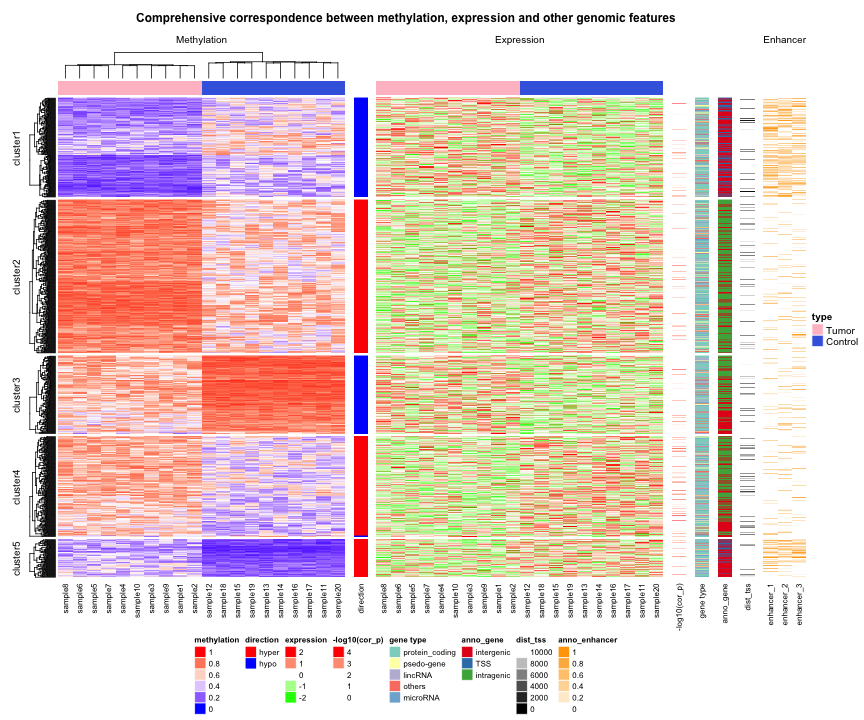 Comprehensive correspondence between methylation, expression and other genomic features
Methylation
Expression
Enhancer
cluster1
cluster2
cluster3
cluster4
cluster5
type
Tumor
Control
sample8
sample6
sample5
sample7
sample4
sample10
sample3
sample9
sample1
sample2
sample12
sample18
sample15
sample19
sample13
sample14
sample16
sample17
sample11
sample20
direction
sample8
sample6
sample5
sample7
sample4
sample10
sample3
sample9
sample1
sample2
sample12
sample18
sample15
sample19
sample13
sample14
sample16
sample17
sample11
sample20
-log10(cor_p)
gene type
anno_gene
dist_tss
enhancer_1
enhancer_2
enhancer_3
methylation
1
0.8
0.6
0.4
0.2
0
direction
hyper
hypo
expression
2
1
0
-1
-2
-log10(cor_p)
4
3
2
1
0
gene type
protein_coding
psedo-gene
lincRNA
others
microRNA
anno_gene
intergenic
TSS
intragenic
dist_tss
10000
8000
6000
4000
2000
0
anno_enhancer
1
0.8
0.6
0.4
0.2
0